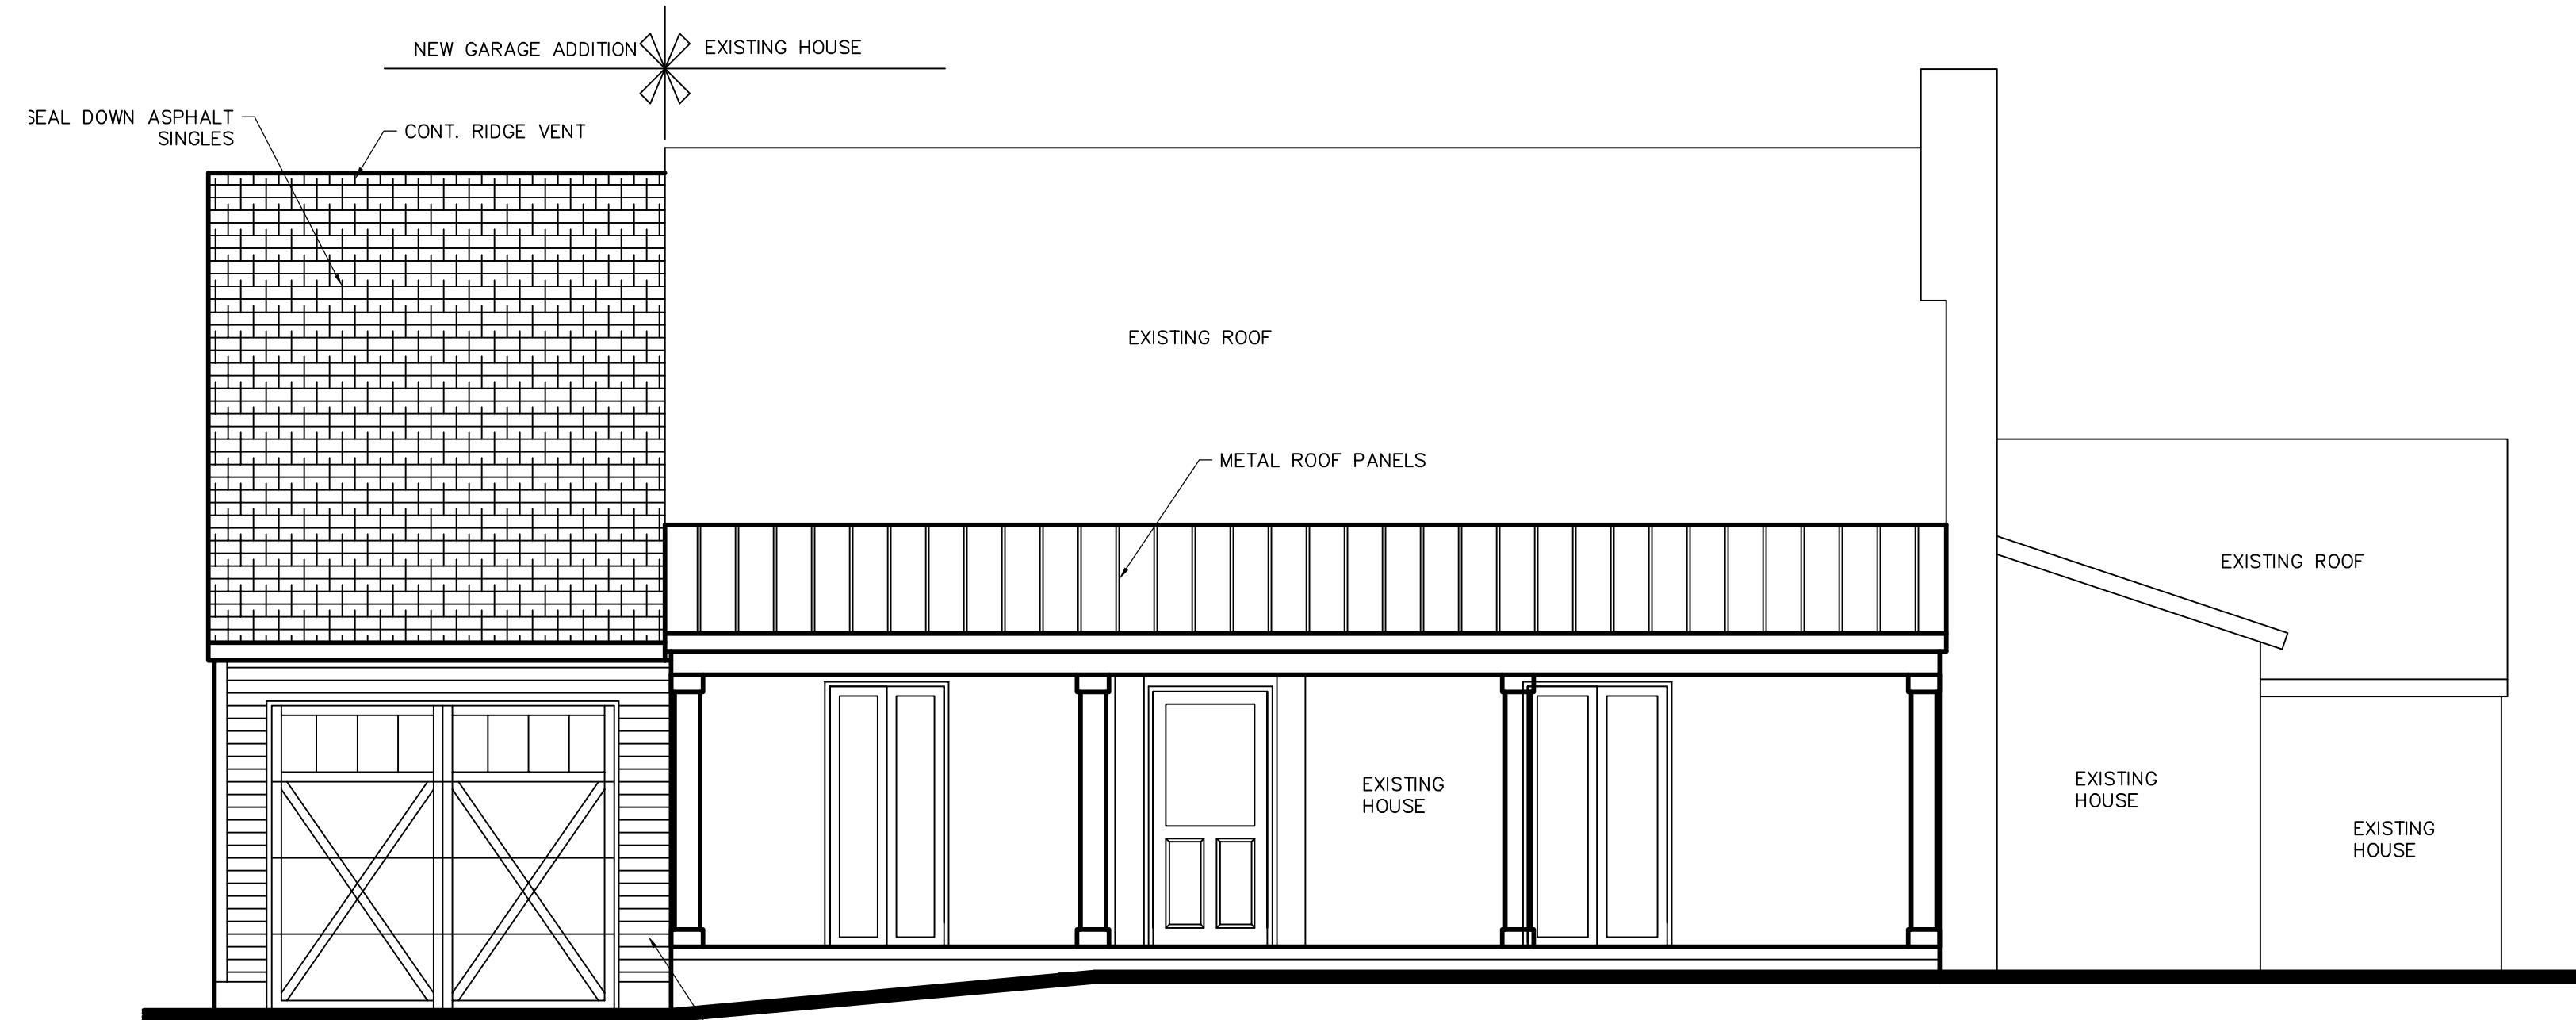 NEW GARAGE ADDITION
EXISTING HOUSE
SEAL DOWN ASPHALT
SINGLES
CONT. RIDGE VENT
EXISTING ROOF
METAL ROOF PANELS
EXISTING ROOF
EXISTING
HOUSE
EXISTING
HOUSE
EXISTING
HOUSE